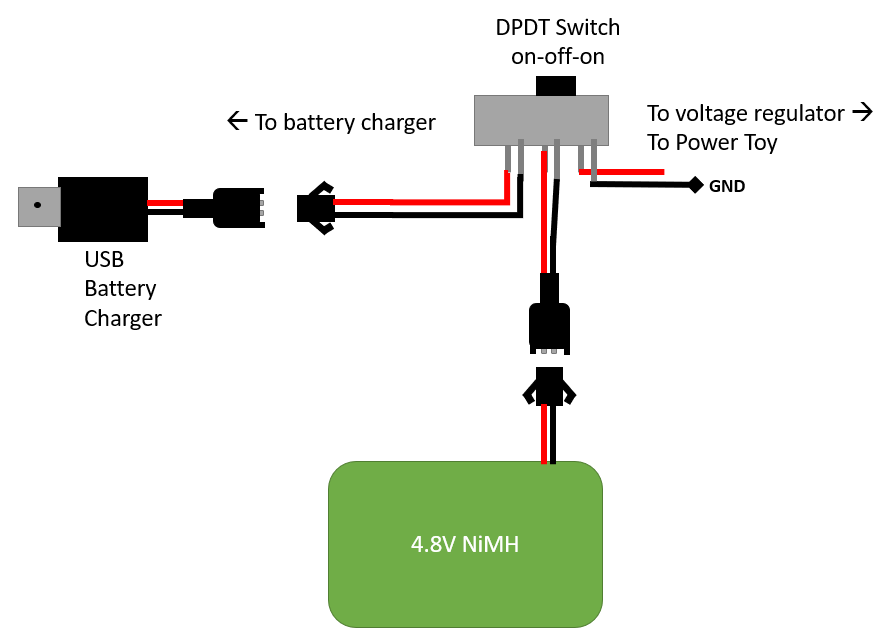 DPDT Switch
on-off-on
← To battery charger
To voltage regulator →
To Power Toy
GND
USB
Battery
Charger
4.8V NiMH